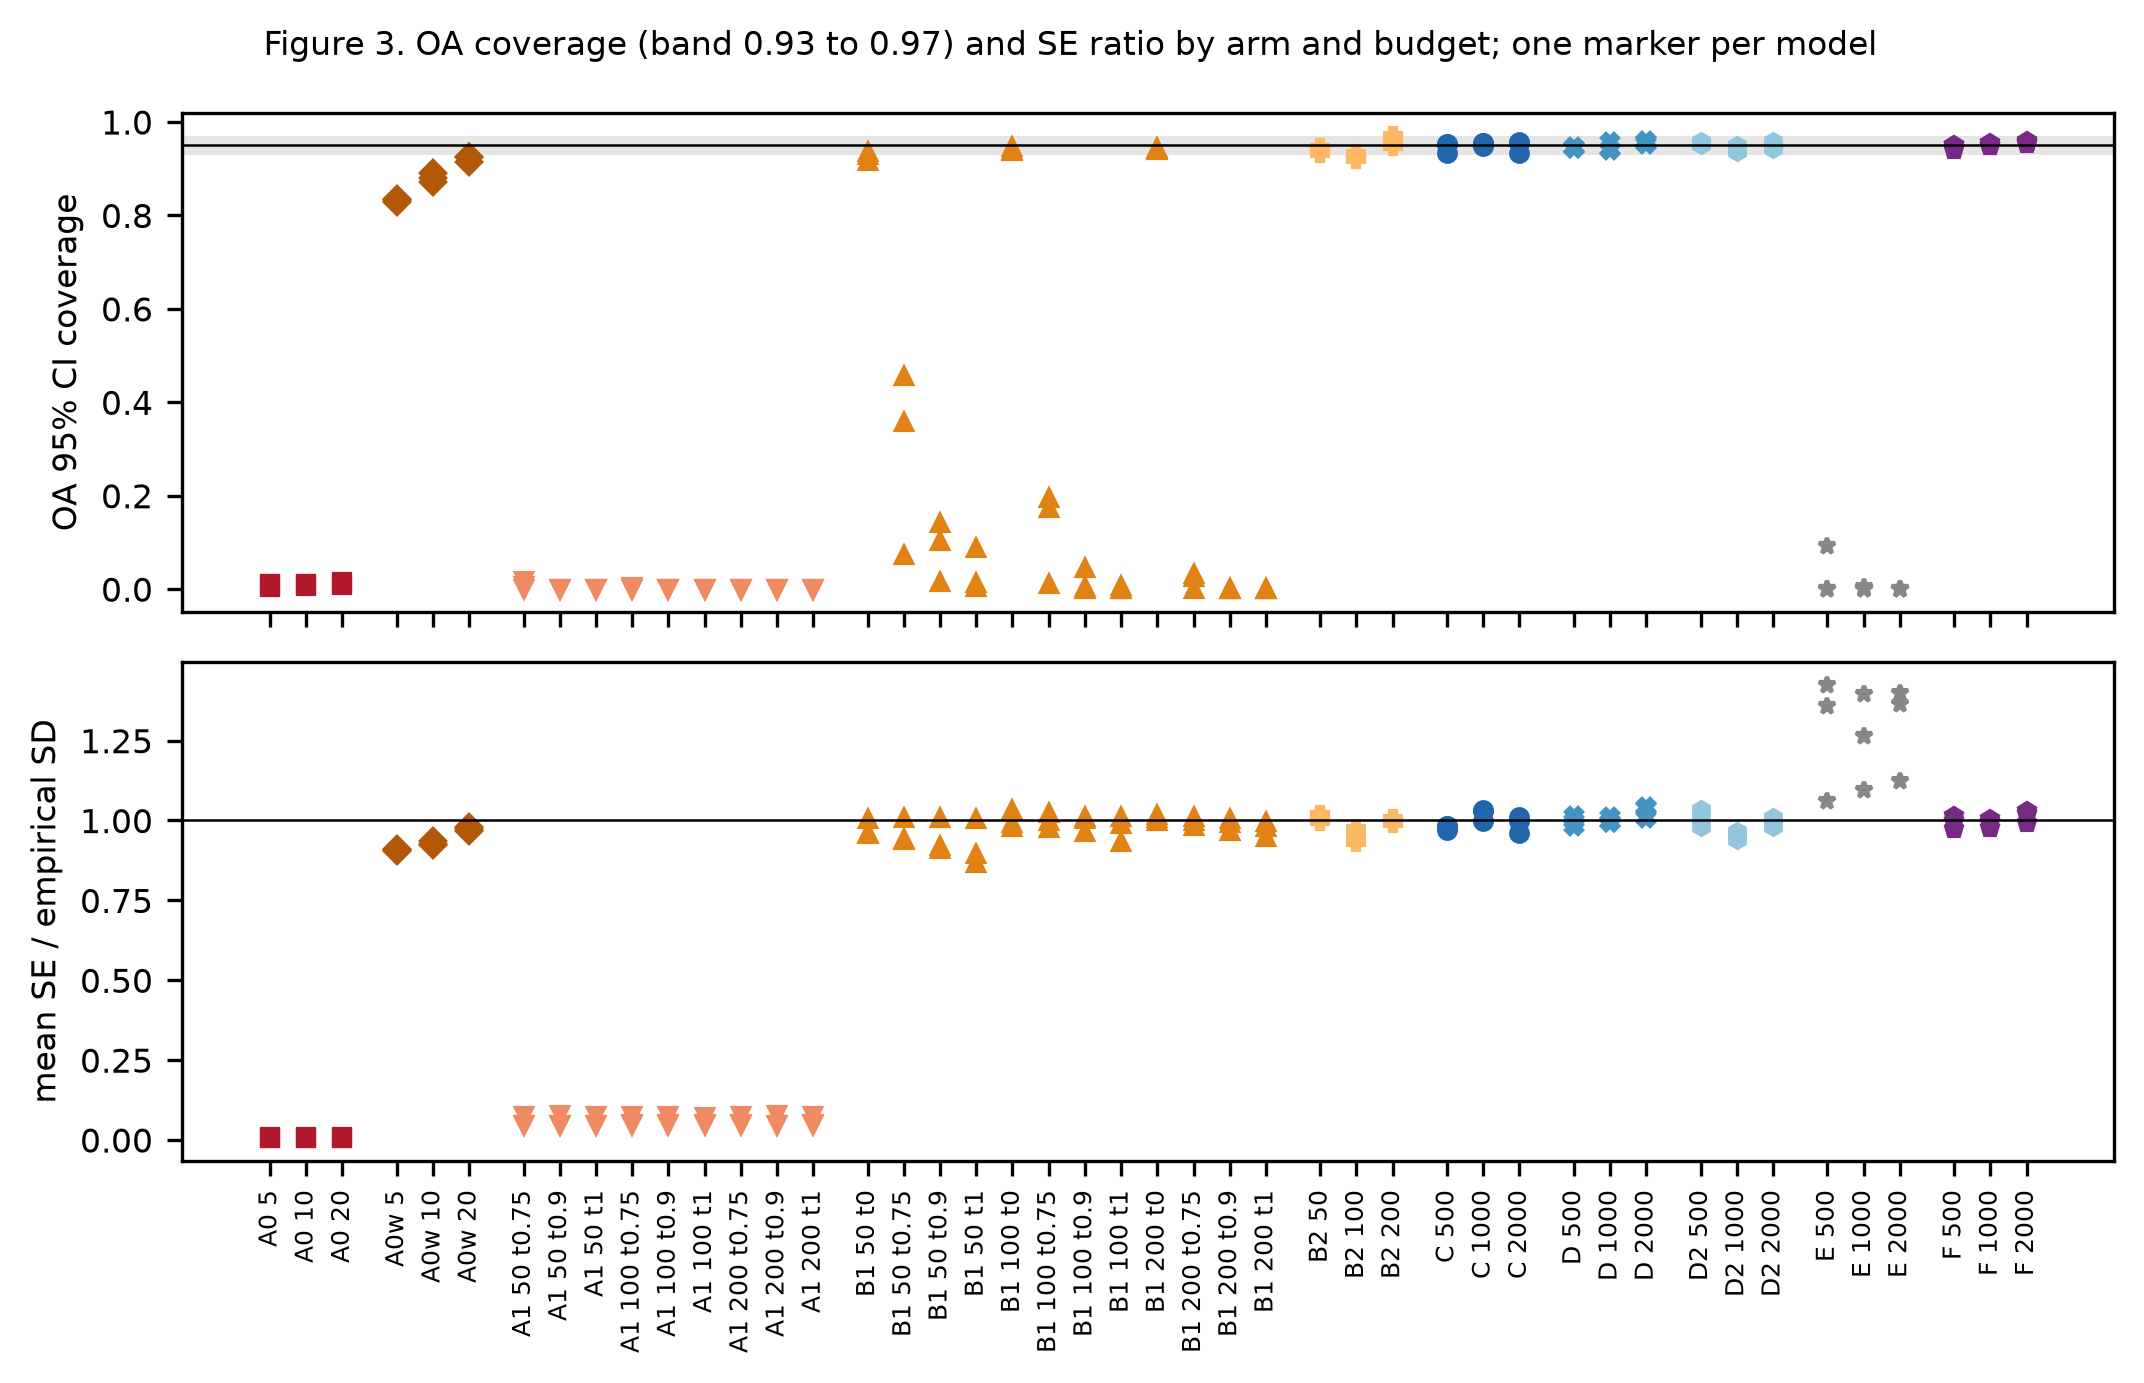 Figure 3. OA coverage (band 0.93 to 0.97) and SE ratio by arm and budget; one marker per model
OA 95% CI coverage
1.0
0.8
0.6
0.4
0.2
0.0
mean SE / empirical SD
1.25
1.00
0.75
0.50
0.25
0.00
A0 5
A0 10
A0 20
A0w 5
A0w 10
A0w 20
A1 50 t0.75
A1 50 t0.9
A1 50 t1
A1 100 t0.75
A1 100 t0.9
A1 100 t1
A1 200 t0.75
A1 200 t0.9
A1 200 t1
B1 50 t0
B1 50 t0.75
B1 50 t0.9
B1 50 t1
B1 100 t0
B1 100 t0.75
B1 100 t0.9
B1 100 t1
B1 200 t0
B1 200 t0.75
B1 200 t0.9
B1 200 t1
B2 50
B2 100
B2 200
C 500
C 1000
C 2000
D 500
D 1000
D 2000
D2 500
D2 1000
D2 2000
E 500
E 1000
E 2000
F 500
F 1000
F 2000